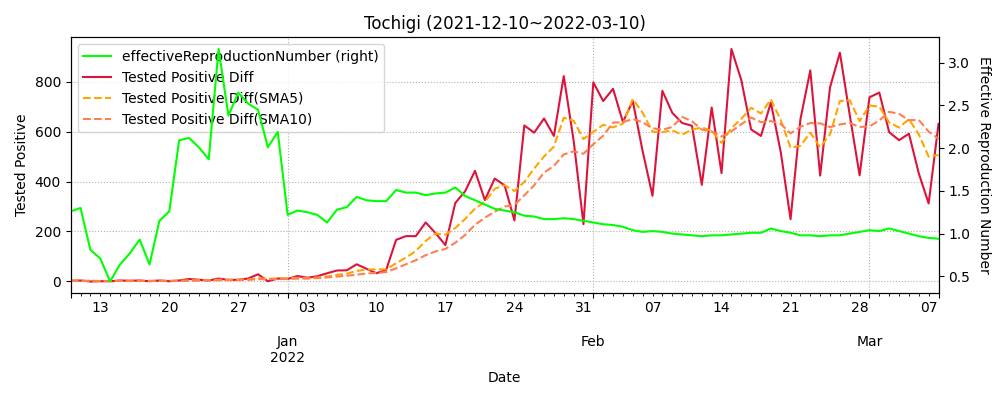 Tochigi (2021-12-10~2022-03-10)
effectiveReproductionNumber (right)
Tested Positive Diff
Tested Positive Diff(SMA5)
Tested Positive Diff(SMA10)
Tested Positive
800
600
400
200
0
3.0
2.5
2.0
1.5
1.0
0.5
Effective Reproduction Number
13 20 27 03 10 17 24 31 07 14 21 28 07
Jan Feb Mar
2022
Date